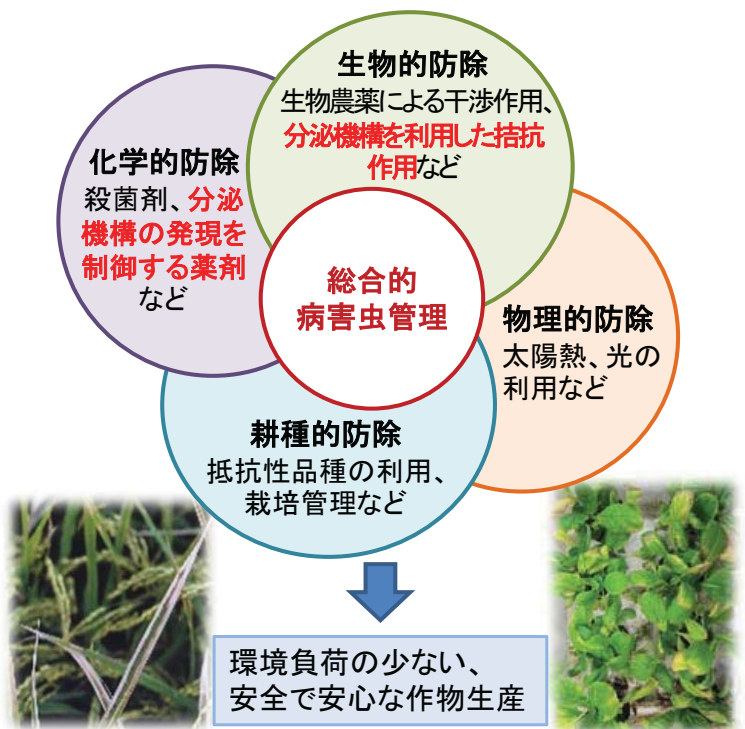 生物的防除
生物農薬による干渉作用、
分泌機構を利用した拮抗
作用など
化学的防除
殺菌剤、分泌
機構の発現を
制御する薬剤
など
総合的
病害虫管理
物理的防除
太陽熱、光の
利用など
耕種的防除
抵抗性品種の利用、
栽培管理など
環境負荷の少ない、
安全で安心な作物生産